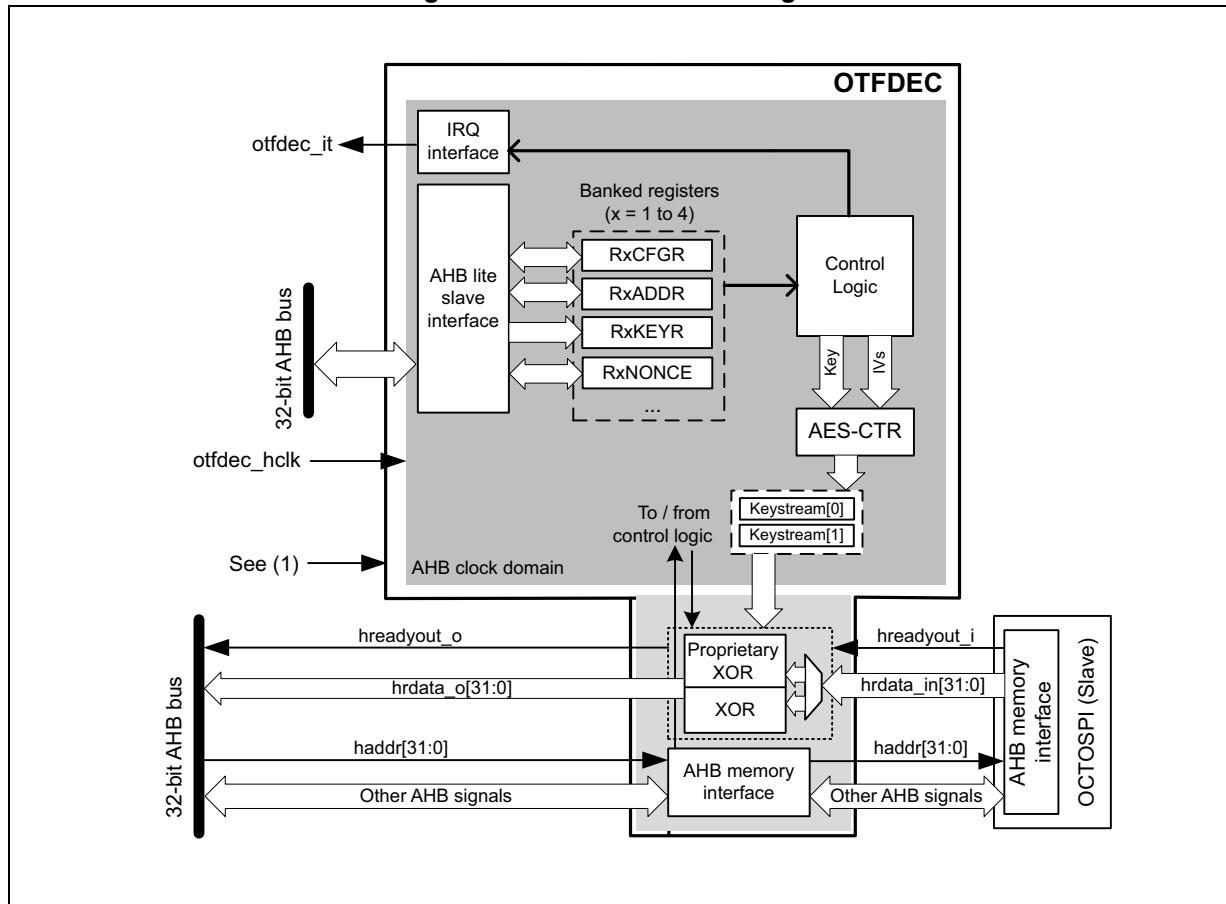 OTFDEC
IRQ
interface
otfdec_it
Banked registers
(x = 1 to 4)
AHB lite
slave
interface
RxCFGR
RxADDR
RxKEYR
RxNONCE
...
Control
Logic
Key
IVs
32-bit AHB bus
AES-CTR
otfdec_hclk
To / from
control logic
Keystream[0]
Keystream[1]
See (1)
AHB clock domain
hreadyout_o
Proprietary
XOR
XOR
hreadyout_i
hrdata_o[31:0]
hrdata_in[31:0]
haddr[31:0]
haddr[31:0]
AHB memory
interface
Other AHB signals
Other AHB signals
32-bit AHB bus
AHB memory
interface
OCTOSPI (Slave)